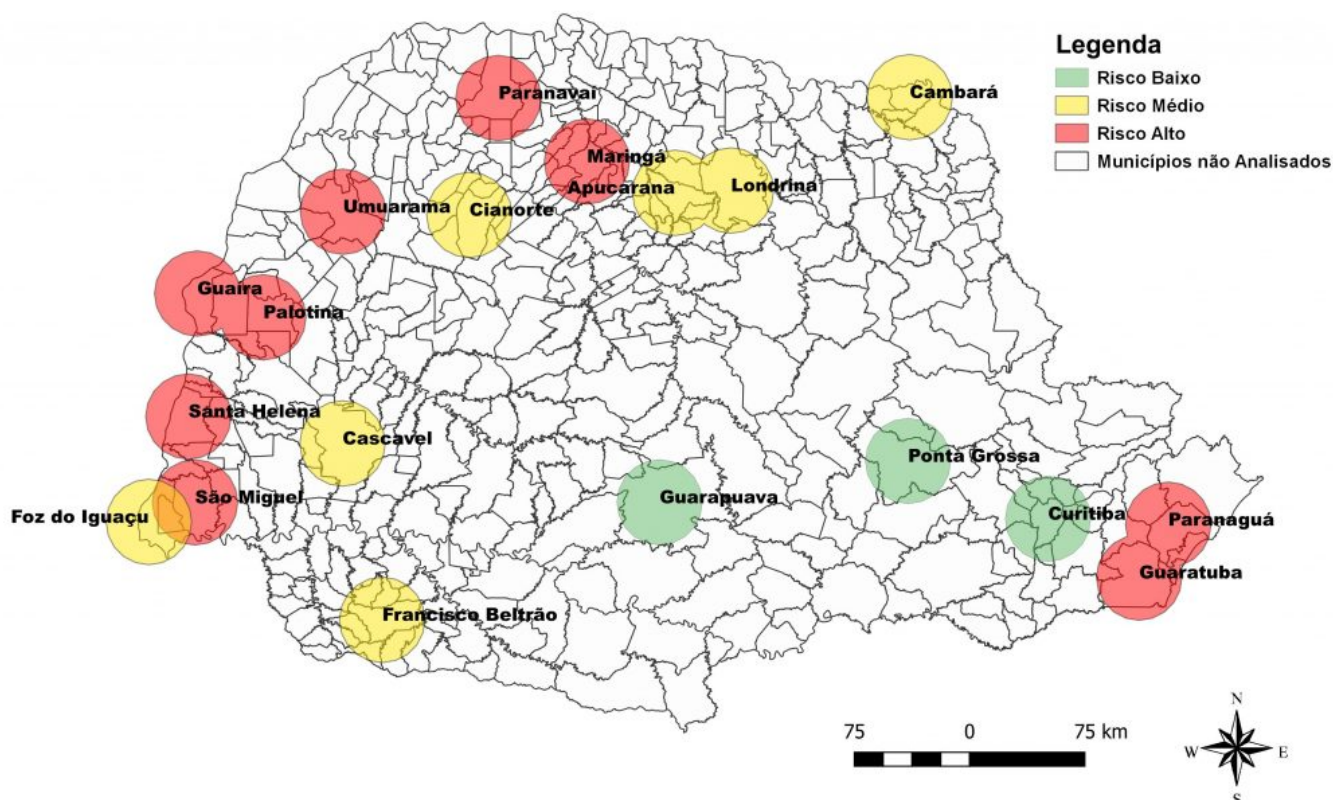 Legenda
Risco Baixo
Risco Médio
Risco Alto
Municípios não Analisados
Paranavai
Cambará
Maringá
Apucarana
Londrina
Umuarama
Cianorte
Guaíra
Palotina
Santa Helena
Cascavel
Ponta Grossa
São Miguel
Guarapuava
Foz do Iguaçu
Curitiba
Paranaguá
Guaratuba
Francisco Beltrão
75 0 75 km
N
W E
S